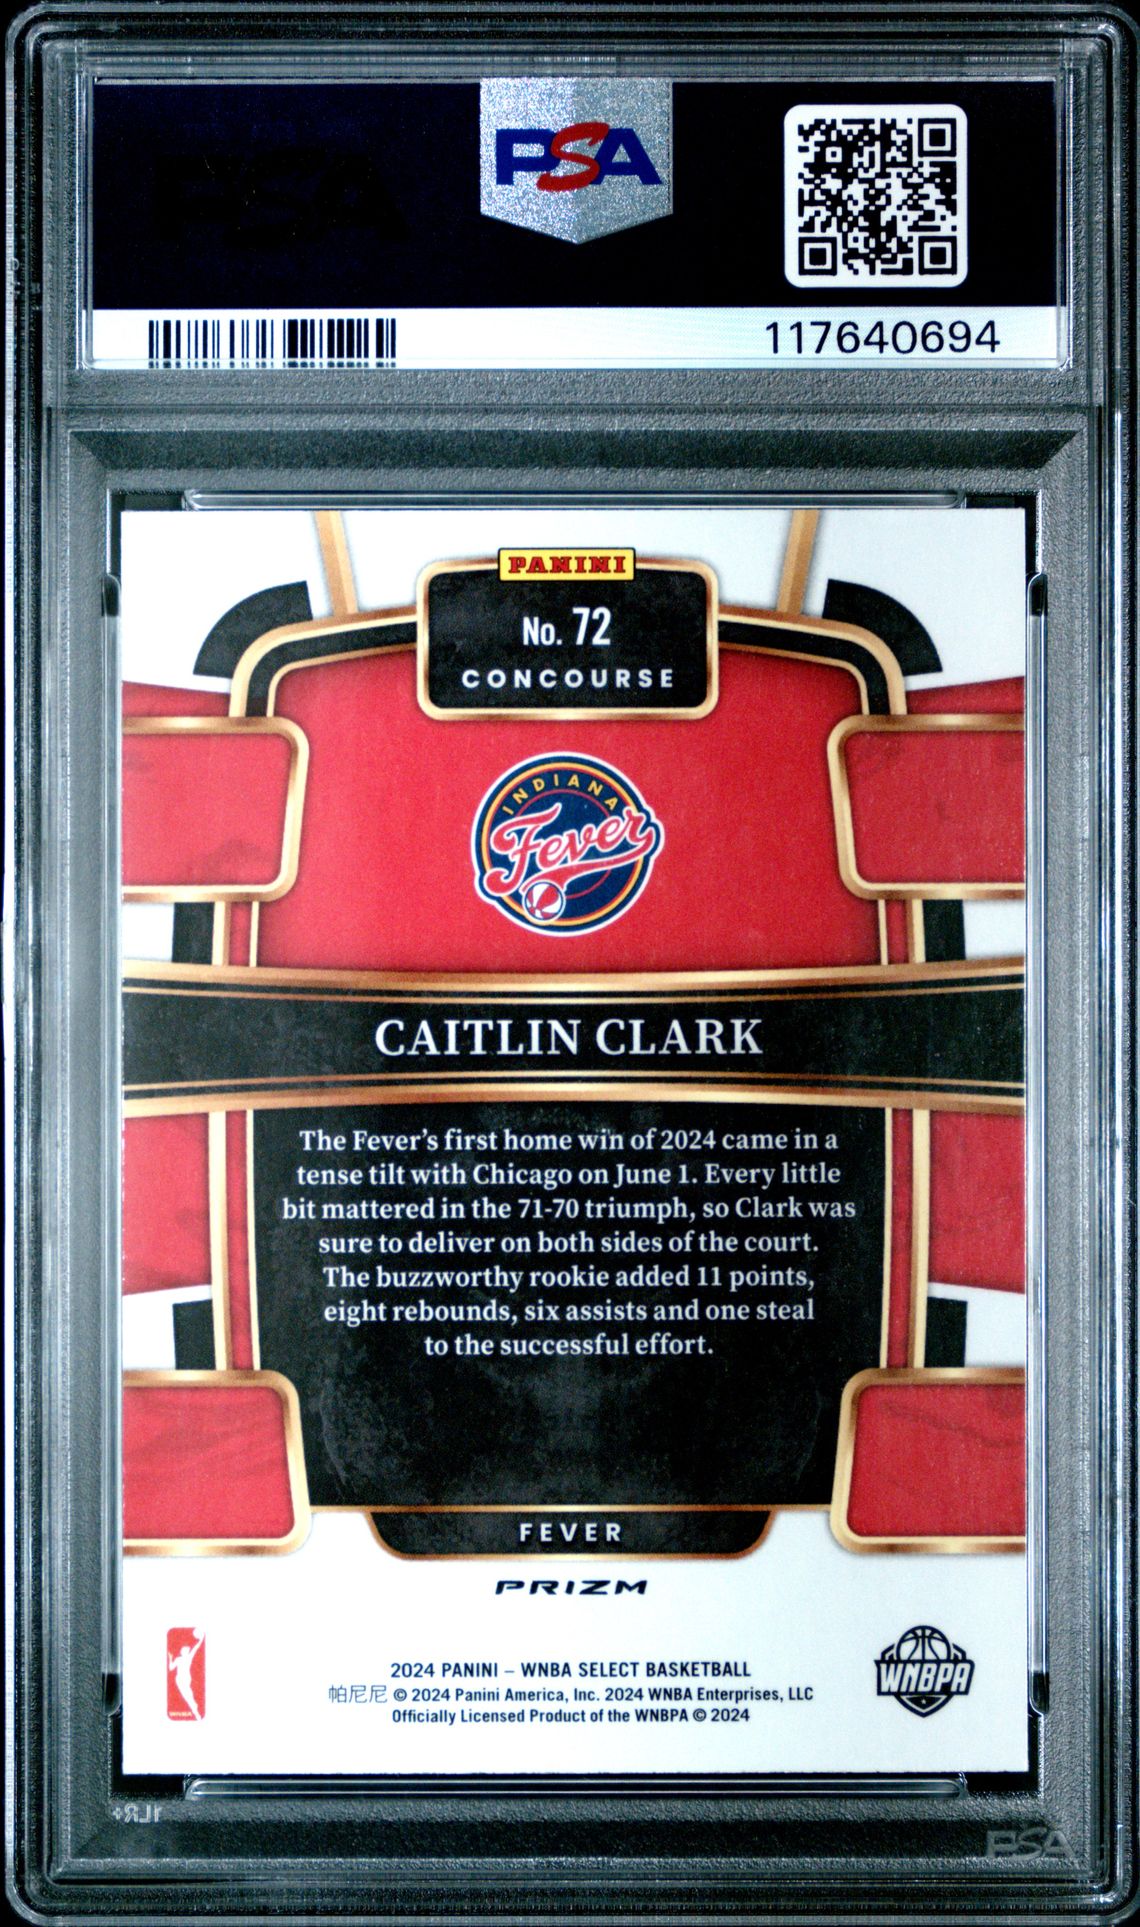 PSA
117640694
PANINI
No. 72
CONCOURSE
INDIANA
Fever
CAITLIN CLARK
The Fever's first home win of 2024 came in a
tense tilt with Chicago on June 1. Every little
bit mattered in the 71-70 triumph, so Clark was
sure to deliver on both sides of the court.
The buzzworthy rookie added 11 points,
eight rebounds, six assists and one steal
to the successful effort.
FEVER
PRIZM
WNBA
WNBPA
2024 PANINI – WNBA SELECT BASKETBALL
帕尼尼 © 2024 Panini America, Inc. 2024 WNBA Enterprises, LLC
Officially Licensed Product of the WNBPA © 2024
PSA